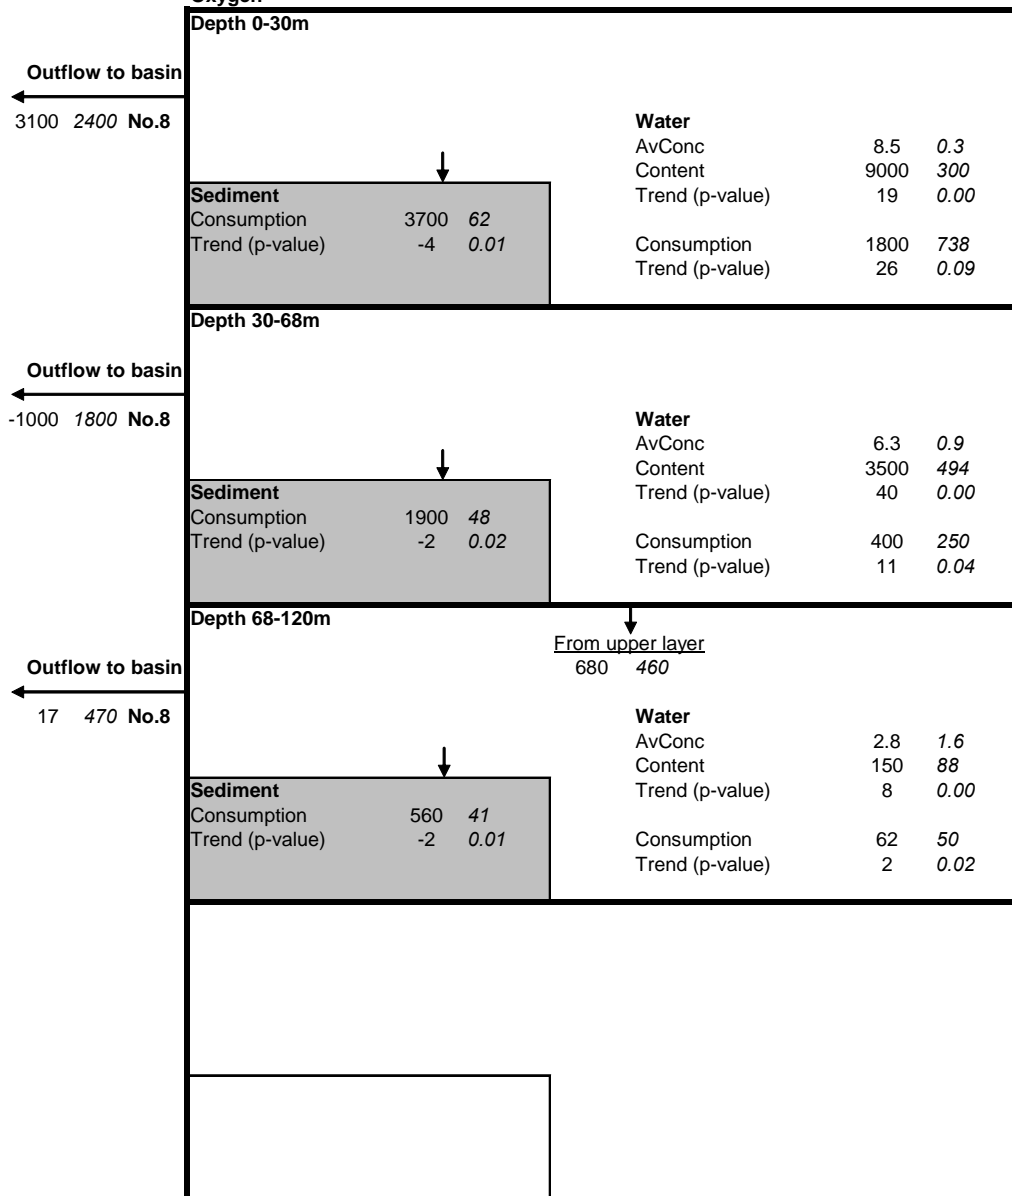 Oxygen
Depth 0-30m
Outflow to basin
3100 2400 No.8
Water
AvConc 8.5 0.3
Content 9000 300
Trend (p-value) 19 0.00
Consumption 1800 738
Trend (p-value) 26 0.09
Sediment
Consumption 3700 62
Trend (p-value) -4 0.01
Depth 30-68m
Outflow to basin
-1000 1800 No.8
Water
AvConc 6.3 0.9
Content 3500 494
Trend (p-value) 40 0.00
Consumption 400 250
Trend (p-value) 11 0.04
Sediment
Consumption 1900 48
Trend (p-value) -2 0.02
Depth 68-120m
From upper layer
680 460
Outflow to basin
17 470 No.8
Water
AvConc 2.8 1.6
Content 150 88
Trend (p-value) 8 0.00
Consumption 62 50
Trend (p-value) 2 0.02
Sediment
Consumption 560 41
Trend (p-value) -2 0.01